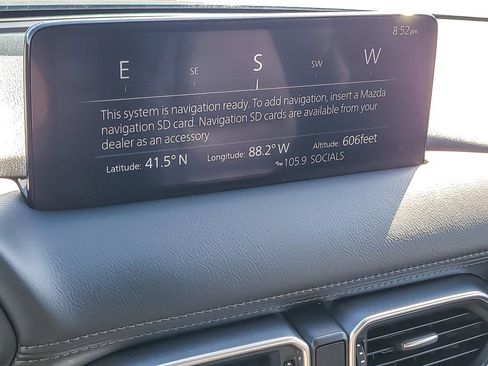 8:52pm
E SE S SW W
This system is navigation ready. To add navigation, insert a Mazda
navigation SD card. Navigation SD cards are available from your
dealer as an accessory.
Latitude: 41.5° N Longitude: 88.2° W Altitude: 606feet
FM 105.9 SOCIALS